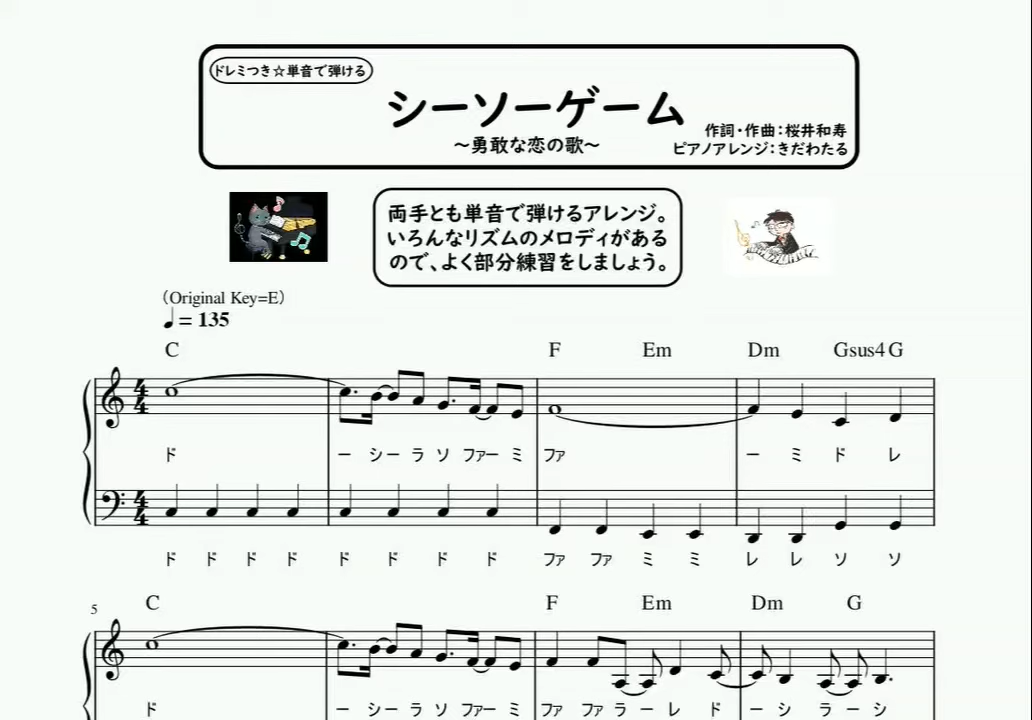 ドレミつき☆単音で弾ける
シーソーゲーム
～勇敢な恋の歌～
作詞・作曲：桜井和寿
ピアノアレンジ：きだわたる
両手とも単音で弾けるアレンジ。
いろんなリズムのメロディがある
ので、よく部分練習をしましょう。
（Original Key=E）
♩= 135
C F Em Dm Gsus4 G
ド ー シー ラ ソ ファー ミ ファ ー ミ ド レ
ド ド ド ド ド ド ド ド ファ ファ ミ ミ レ レ ソ ソ
5
C F Em Dm G
ド ー シー ラ ソ ファー ミ ファ ファ ラ ー レ ド ー シ ラ ー シ